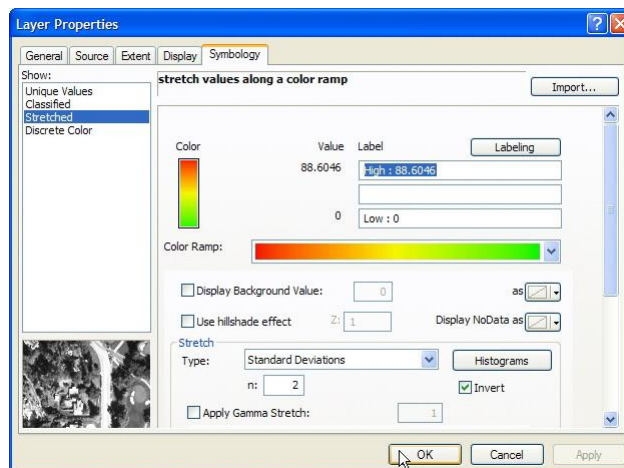 Layer Properties
General Source Extent Display Symbology
Show:
Unique Values
Classified
Stretched
Discrete Color
stretch values along a color ramp
Import...
Color Value Label Labeling
88.6046 High : 88.6046
0 Low : 0
Color Ramp:
Display Background Value: 0 as
Use hillshade effect Z: 1 Display NoData as
Stretch
Type: Standard Deviations Histograms
n: 2 Invert
Apply Gamma Stretch: 1
OK Cancel Apply